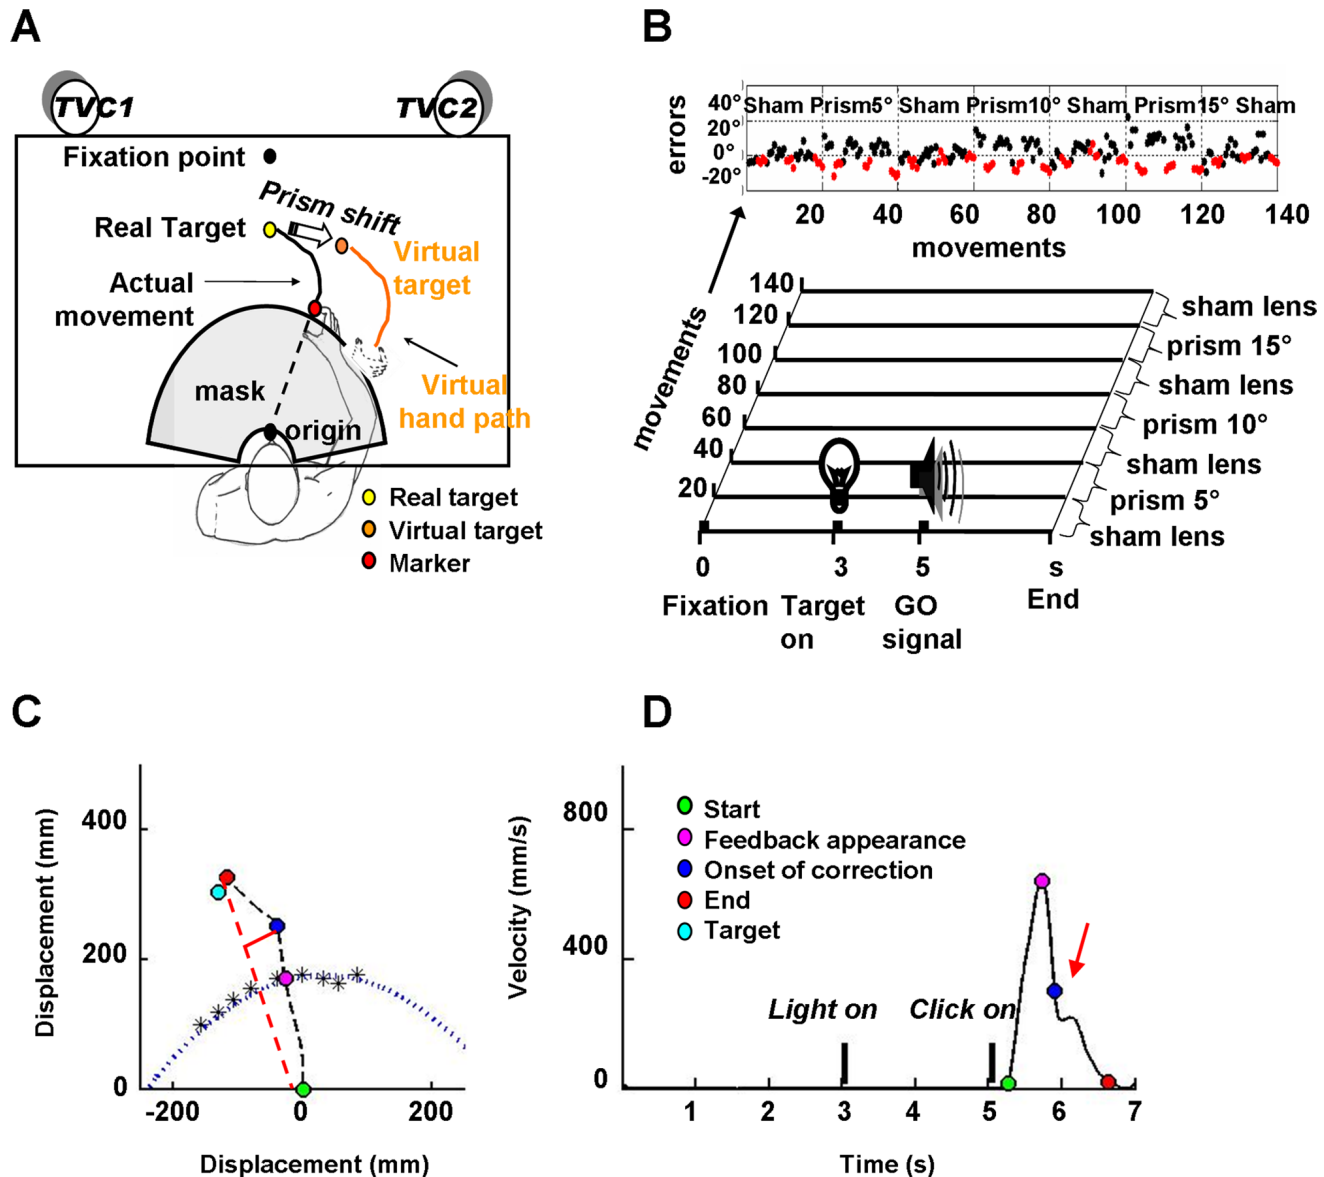 A
TVC1
TVC2
Fixation point
Prism shift
Real Target
Virtual
target
Actual
movement
mask
Virtual
hand path
origin
Real target
Virtual target
Marker
B
errors
40°
20°
0°
-20°
Sham Prism5° Sham Prism10° Sham Prism15° Sham
20 40 60 80 100 120 140
movements
movements
140
120
100
80
60
40
20
sham lens
prism 15°
sham lens
prism 10°
sham lens
prism 5°
sham lens
0 3 5 s
Fixation
Target
on
GO
signal
End
C
Displacement (mm)
400
200
0
-200 0 200
Displacement (mm)
D
Velocity (mm/s)
800
400
0
Start
Feedback appearance
Onset of correction
End
Target
Light on
Click on
1 2 3 4 5 6 7
Time (s)